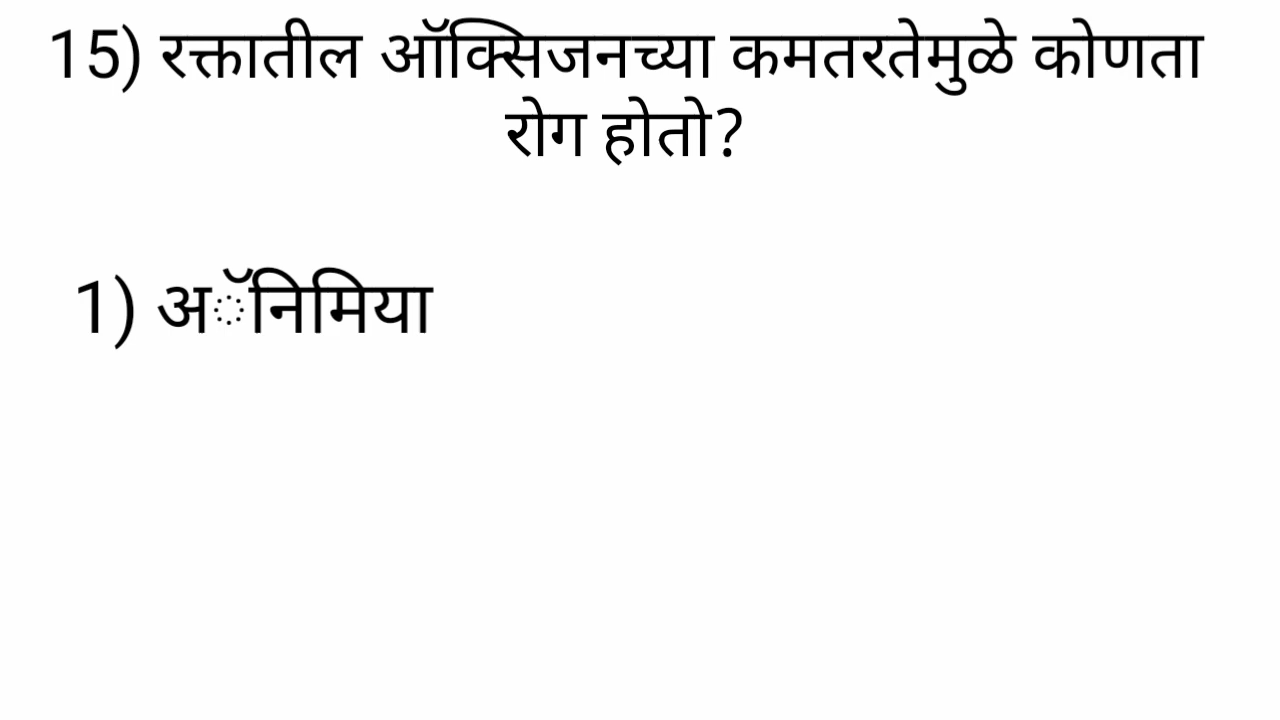 15) रक्तातील ऑक्सिजनच्या कमतरतेमुळे कोणता
रोग होतो?
1) अॅनिमिया